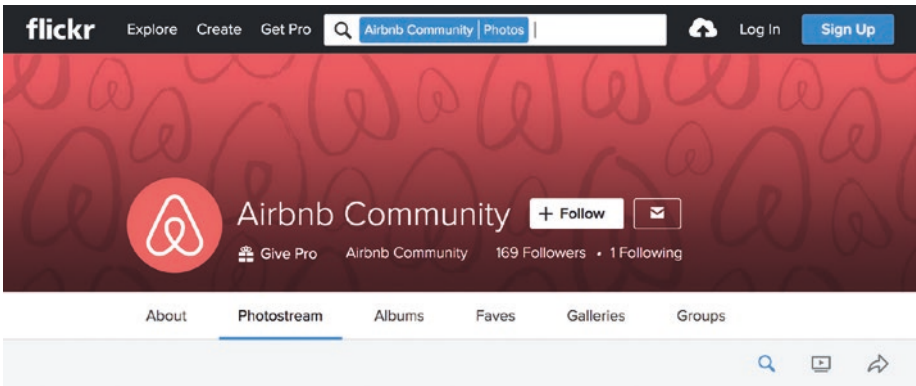 flickr Explore Create Get Pro Airbnb Community Photos Log In Sign Up
Airbnb Community + Follow
Give Pro Airbnb Community 169 Followers • 1 Following
About Photostream Albums Faves Galleries Groups